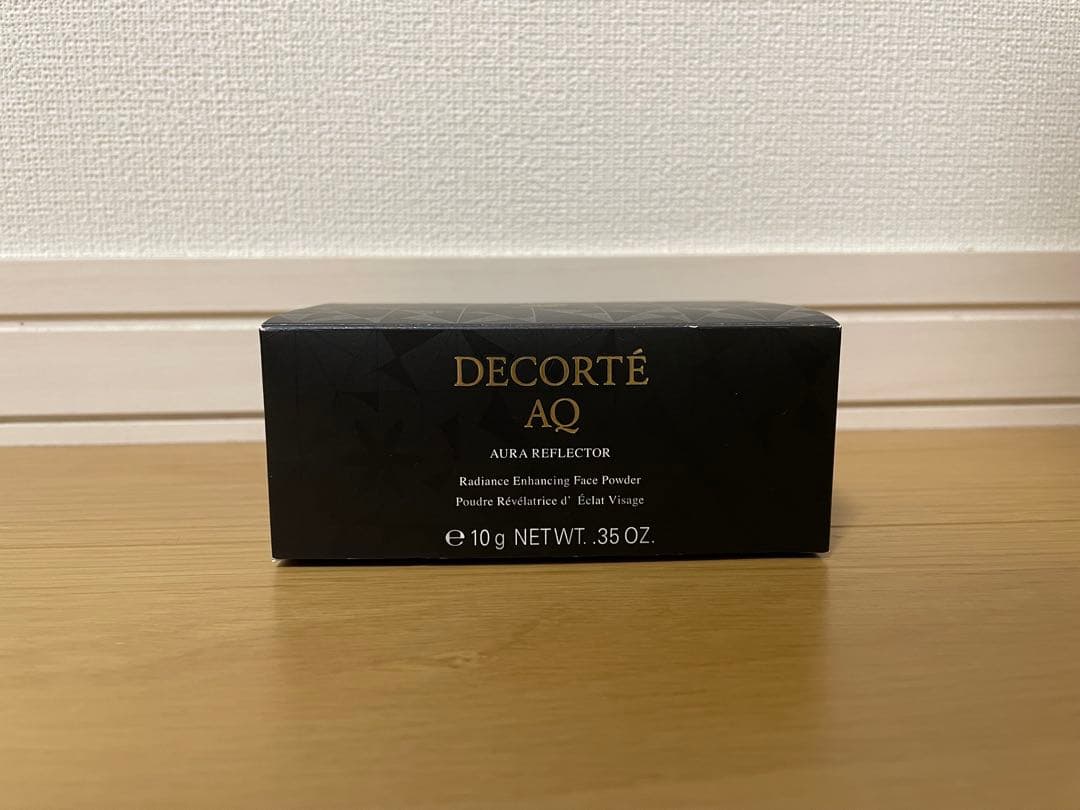 DECORTÉ
AQ
AURA REFLECTOR
Radiance Enhancing Face Powder
Poudre Révélatrice d' Éclat Visage
℮ 10 g NET WT. .35 OZ.